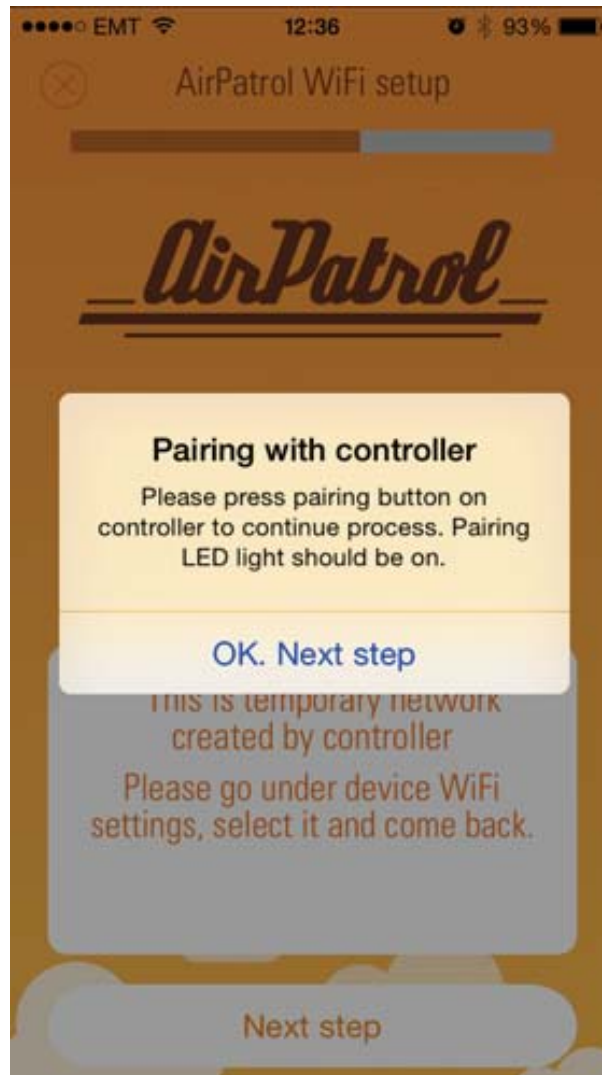 EMT 12:36 93%
AirPatrol WiFi setup
AirPatrol
Pairing with controller
Please press pairing button on
controller to continue process. Pairing
LED light should be on.
OK. Next step
This is temporary network
created by controller
Please go under device WiFi
settings, select it and come back.
Next step